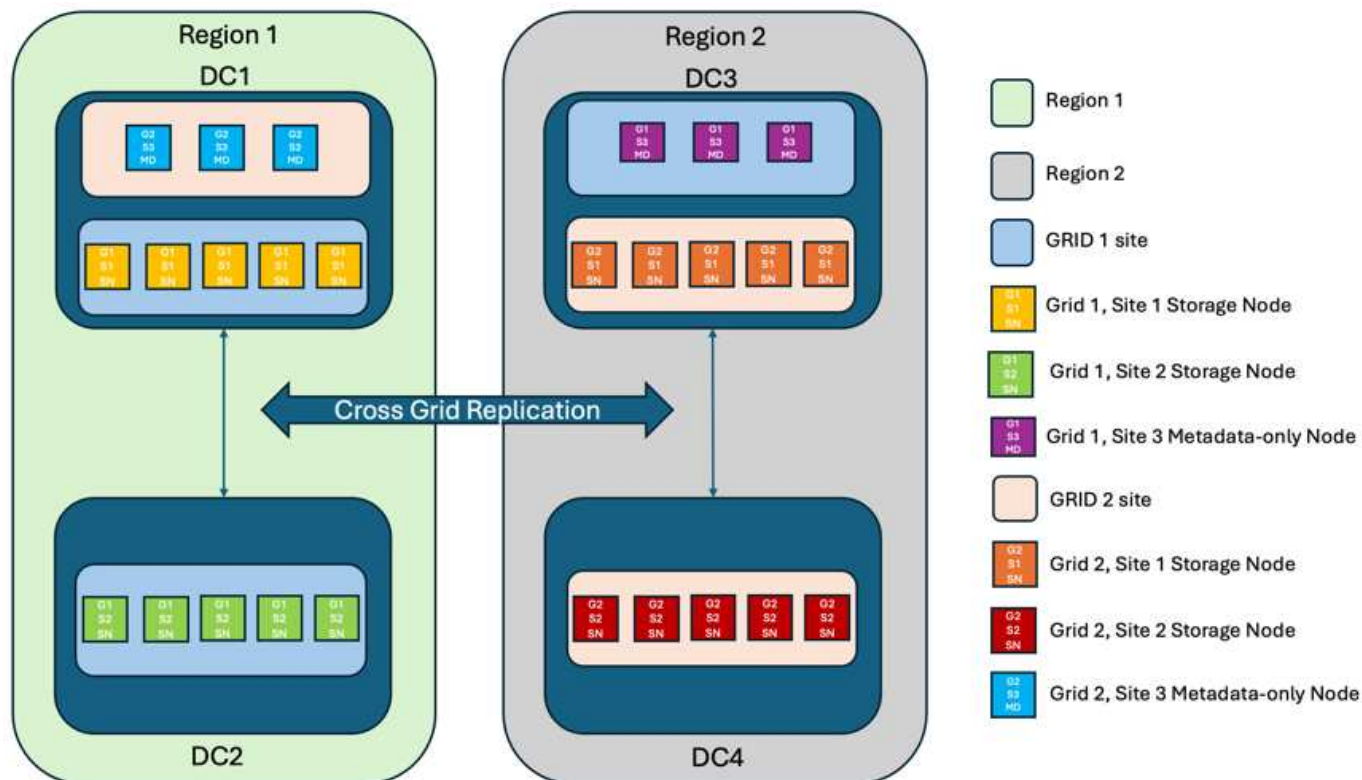 Region 1
DC1
G2
S3
MD
G2
S3
MD
G2
S3
MD
G1
S1
SN
G1
S1
SN
G1
S1
SN
G1
S1
SN
G1
S1
SN
Region 2
DC3
G1
S3
MD
G1
S3
MD
G1
S3
MD
G2
S1
SN
G2
S1
SN
G2
S1
SN
G2
S1
SN
G2
S1
SN
Cross Grid Replication
G1
S2
SN
G1
S2
SN
G1
S2
SN
G1
S2
SN
G1
S2
SN
DC2
G2
S2
SN
G2
S2
SN
G2
S2
SN
G2
S2
SN
G2
S2
SN
DC4
Region 1
Region 2
GRID 1 site
G1
S1
SN
Grid 1, Site 1 Storage Node
G1
S2
SN
Grid 1, Site 2 Storage Node
G1
S3
MD
Grid 1, Site 3 Metadata-only Node
GRID 2 site
G2
S1
SN
Grid 2, Site 1 Storage Node
G2
S2
SN
Grid 2, Site 2 Storage Node
G2
S3
MD
Grid 2, Site 3 Metadata-only Node